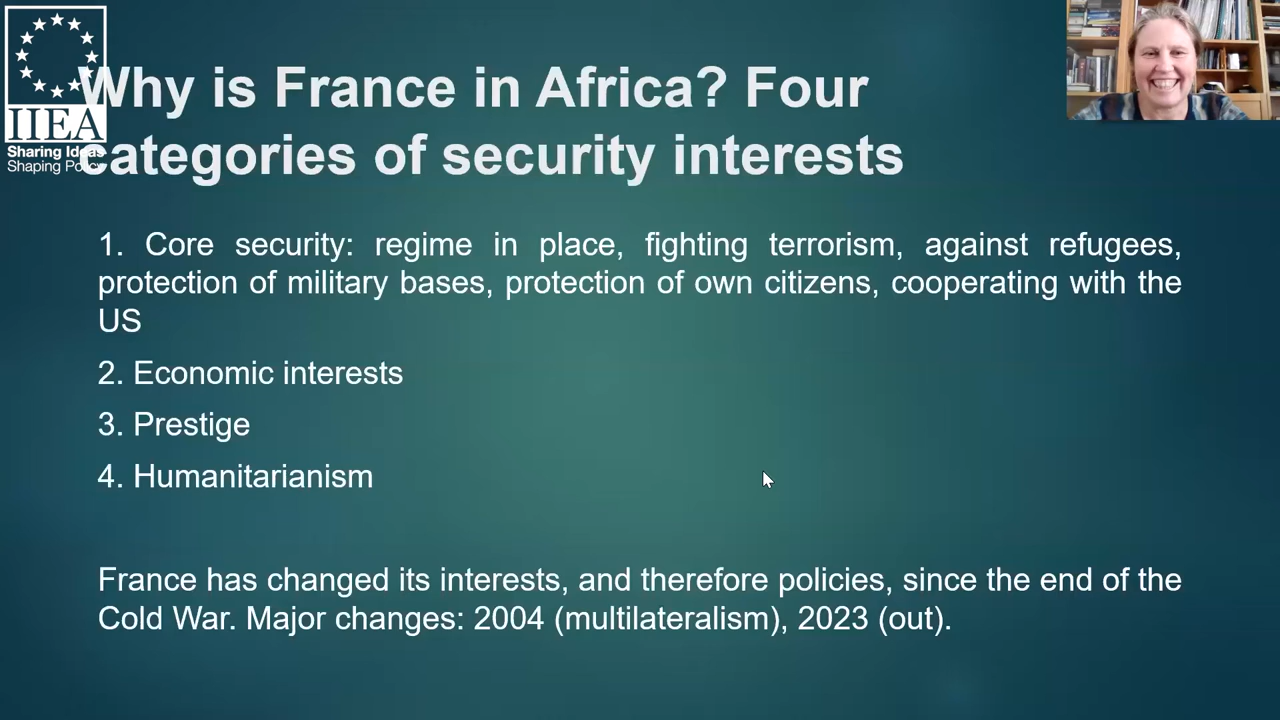 IIEA
Sharing Ideas
Shaping Policy
Why is France in Africa? Four
categories of security interests
1. Core security: regime in place, fighting terrorism, against refugees,
protection of military bases, protection of own citizens, cooperating with the
US
2. Economic interests
3. Prestige
4. Humanitarianism
France has changed its interests, and therefore policies, since the end of the
Cold War. Major changes: 2004 (multilateralism), 2023 (out).